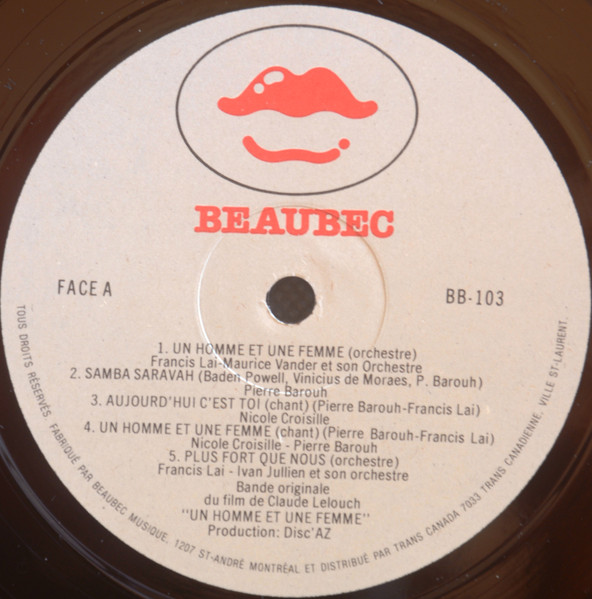 BEAUBEC
FACE A
BB-103
1. UN HOMME ET UNE FEMME (orchestre)
Francis Lai-Maurice Vander et son Orchestre
2. SAMBA SARAVAH (Baden Powell, Vinicius de Moraes, P. Barouh)
Pierre Barouh
3. AUJOURD'HUI C'EST TOI (chant) (Pierre Barouh-Francis Lai)
Nicole Croisille
4. UN HOMME ET UNE FEMME (chant) (Pierre Barouh-Francis Lai)
Nicole Croisille - Pierre Barouh
5. PLUS FORT QUE NOUS (orchestre)
Francis Lai - Ivan Jullien et son orchestre
Bande originale
du film de Claude Lelouch
"UN HOMME ET UNE FEMME"
Production: Disc'AZ
TOUS DROITS RÉSERVÉS. FABRIQUÉ PAR BEAUBEC MUSIQUE, 1207 ST-ANDRÉ MONTRÉAL ET DISTRIBUÉ PAR TRANS CANADA 7033 TRANS CANADIENNE, VILLE ST-LAURENT.